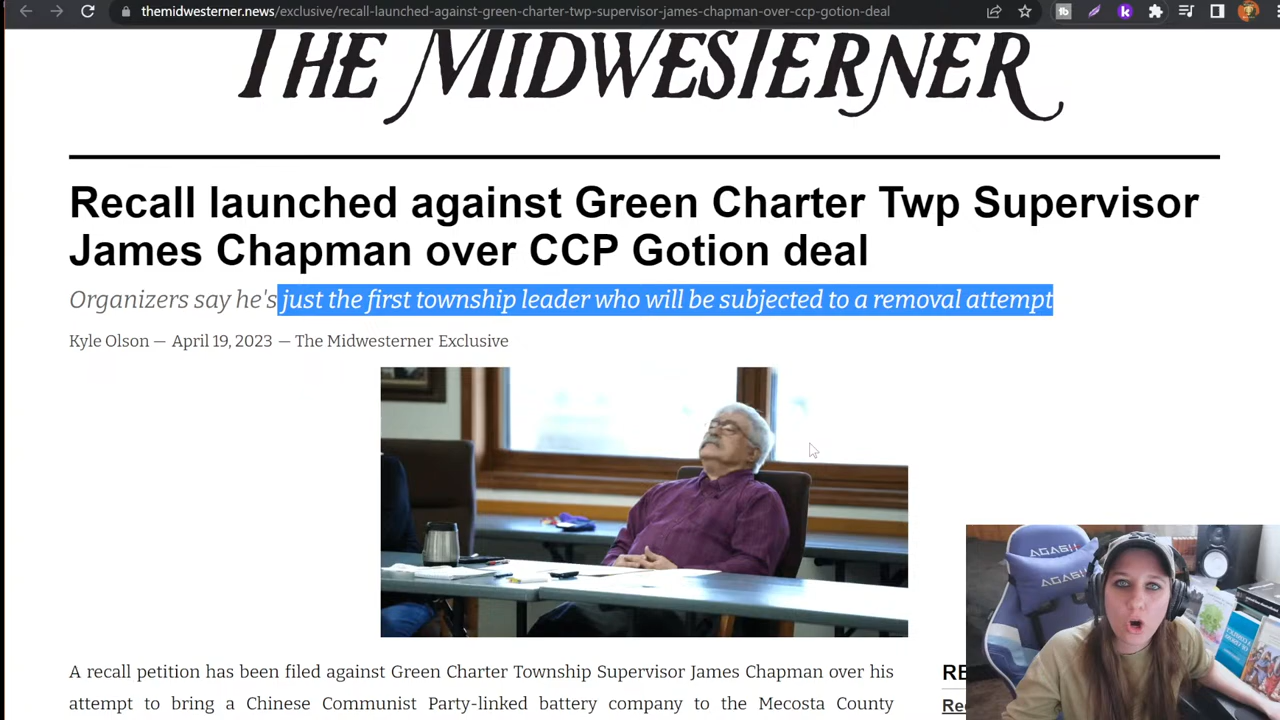 themidwesterner.news/exclusive/recall-launched-against-green-charter-twp-supervisor-james-chapman-over-ccp-gotion-deal
THE MIDWESTERNER
Recall launched against Green Charter Twp Supervisor
James Chapman over CCP Gotion deal
Organizers say he's just the first township leader who will be subjected to a removal attempt
Kyle Olson — April 19, 2023 — The Midwesterner Exclusive
AGAS!
AGAS!
A recall petition has been filed against Green Charter Township Supervisor James Chapman over his
attempt to bring a Chinese Communist Party-linked battery company to the Mecosta County